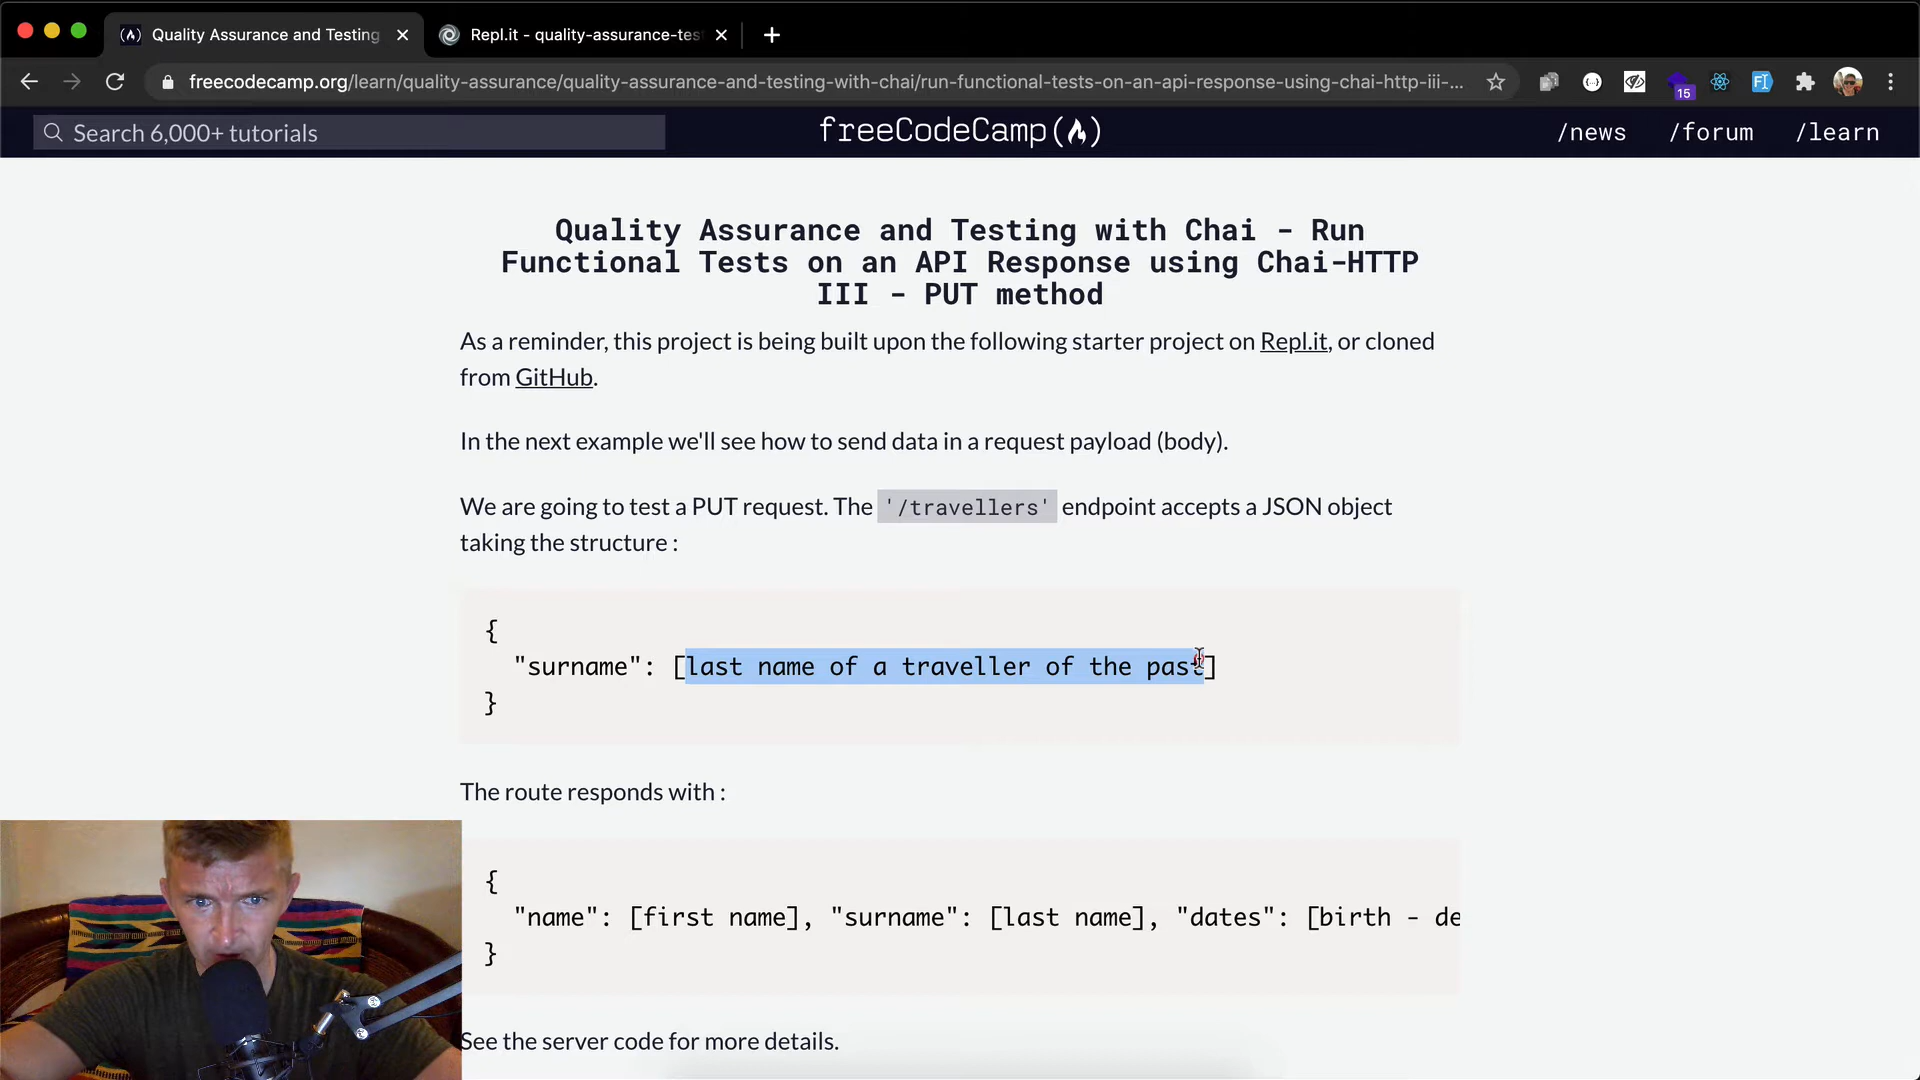 Quality Assurance and Testing
Repl.it - quality-assurance-tes
freecodecamp.org/learn/quality-assurance/quality-assurance-and-testing-with-chai/run-functional-tests-on-an-api-response-using-chai-http-iii-...
15
Search 6,000+ tutorials
freeCodeCamp
/news
/forum
/learn
Quality Assurance and Testing with Chai - Run
Functional Tests on an API Response using Chai-HTTP
III - PUT method
As a reminder, this project is being built upon the following starter project on Repl.it, or cloned
from GitHub.
In the next example we'll see how to send data in a request payload (body).
We are going to test a PUT request. The '/travellers' endpoint accepts a JSON object
taking the structure :
{
"surname": [last name of a traveller of the past]
}
The route responds with :
{
"name": [first name], "surname": [last name], "dates": [birth - de
}
See the server code for more details.